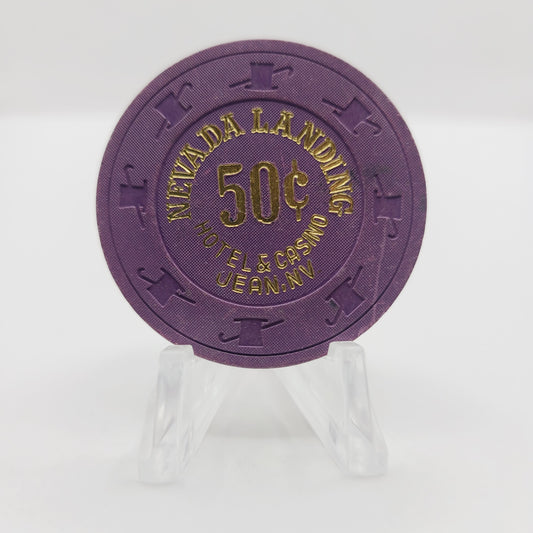 NEVADA LANDING
50¢
HOTEL & CASINO
JEAN, NV